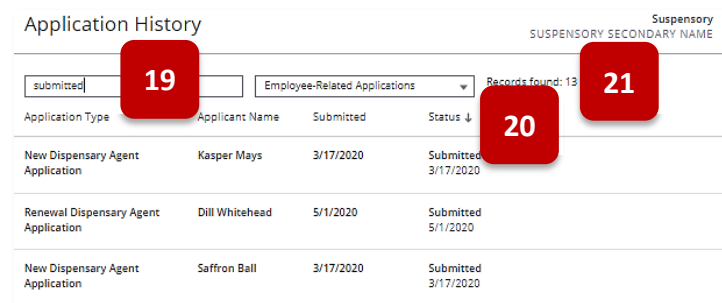 Application History
Suspensory
SUSPENSORY SECONDARY NAME
submitted
19
Employee-Related Applications
Records found: 13
21
Application Type
Applicant Name
Submitted
Status ↓
20
New Dispensary Agent
Application
Kasper Mays
3/17/2020
Submitted
3/17/2020
Renewal Dispensary Agent
Application
Dill Whitehead
5/1/2020
Submitted
5/1/2020
New Dispensary Agent
Application
Saffron Ball
3/17/2020
Submitted
3/17/2020